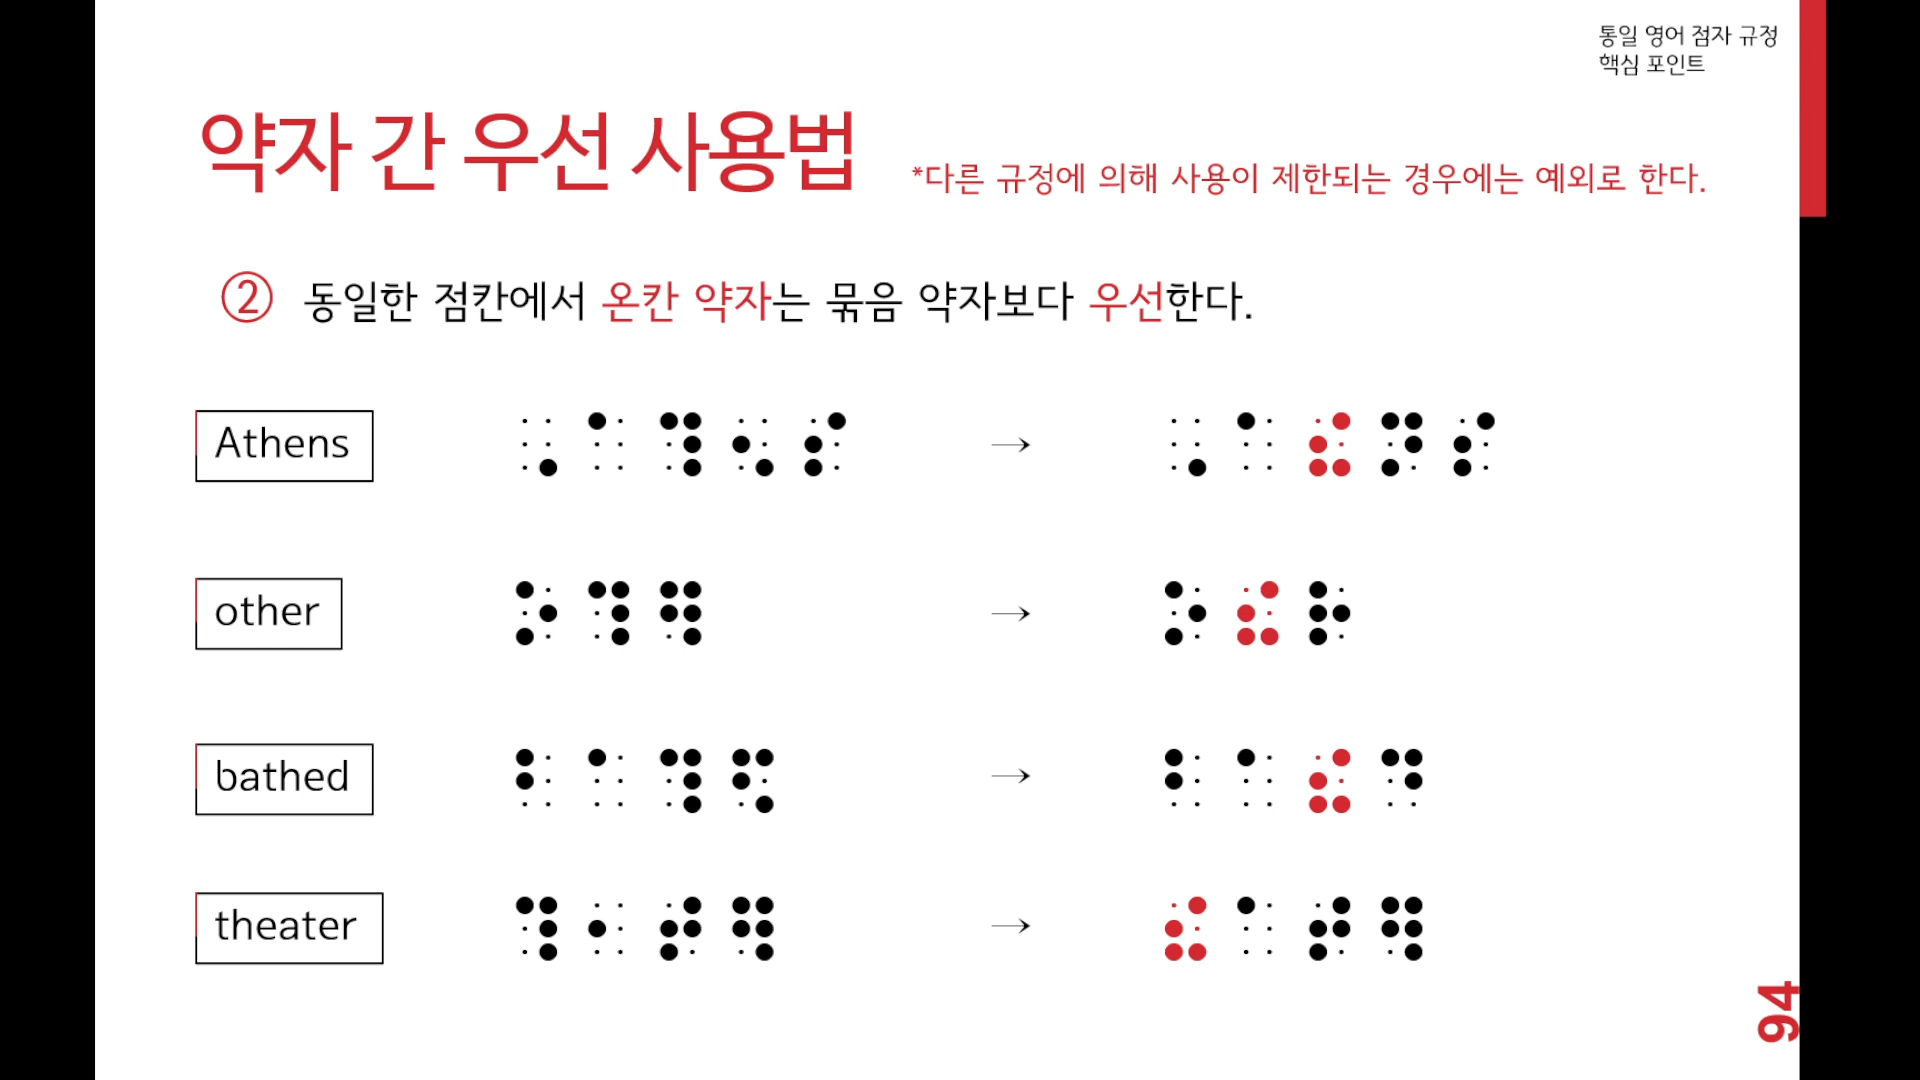 통일 영어 점자 규정
핵심 포인트
약자 간 우선 사용법 *다른 규정에 의해 사용이 제한되는 경우에는 예외로 한다.
② 동일한 점칸에서 온칸 약자는 묶음 약자보다 우선한다.
Athens ⠠⠁⠹⠢⠎ → ⠠⠁⠮⠝⠎
other ⠕⠹⠻ → ⠕⠮⠗
bathed ⠃⠁⠹⠫ → ⠃⠁⠮⠙
theater ⠹⠂⠞⠻ → ⠮⠁⠞⠻
94